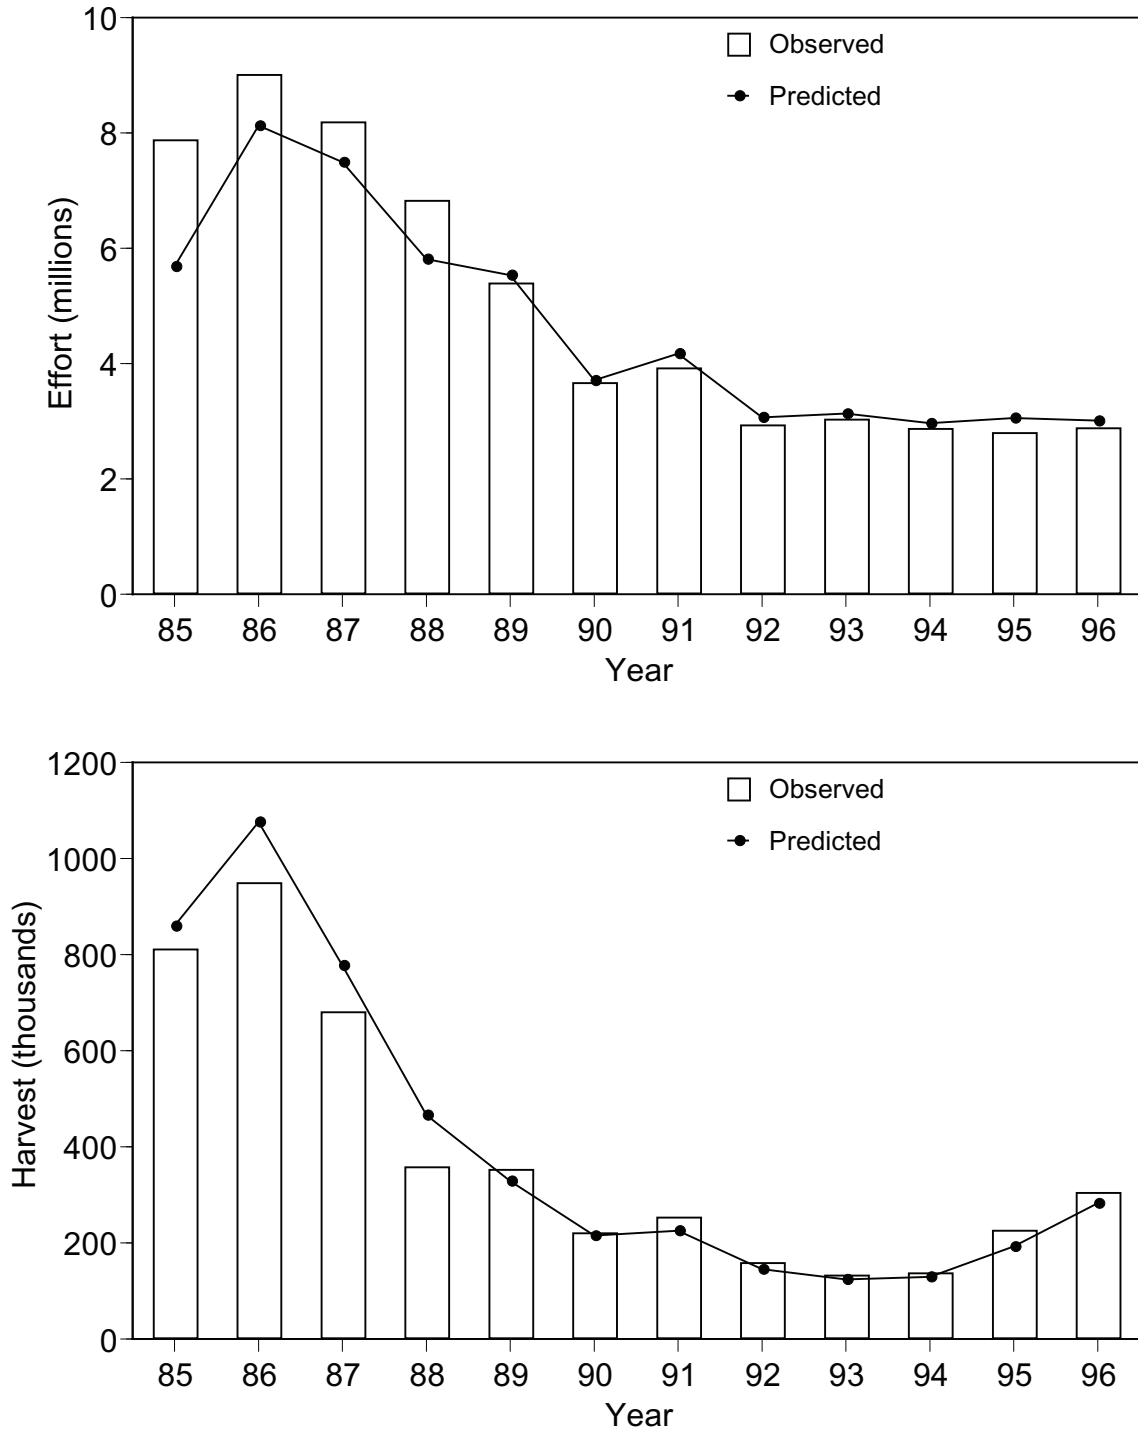 10
Observed
Predicted
8
6
4
2
0
Effort (millions)
85 86 87 88 89 90 91 92 93 94 95 96
Year
1200
Observed
Predicted
1000
800
600
400
200
0
Harvest (thousands)
85 86 87 88 89 90 91 92 93 94 95 96
Year